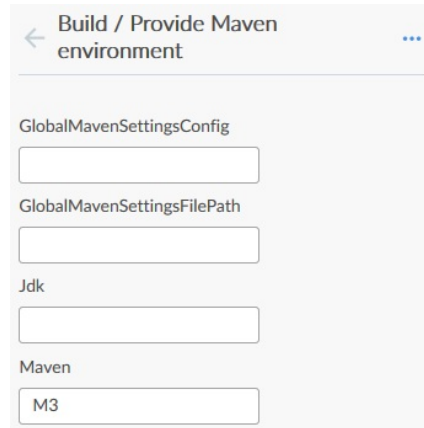 Build / Provide Maven
environment
GlobalMavenSettingsConfig
GlobalMavenSettingsFilePath
Jdk
Maven
M3